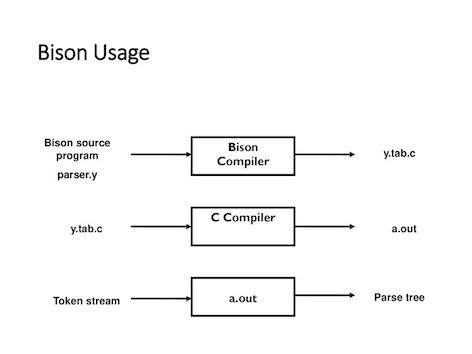 Bison Usage
Bison source
program
parser.y
Bison
Compiler
y.tab.c
y.tab.c
C Compiler
a.out
Token stream
a.out
Parse tree